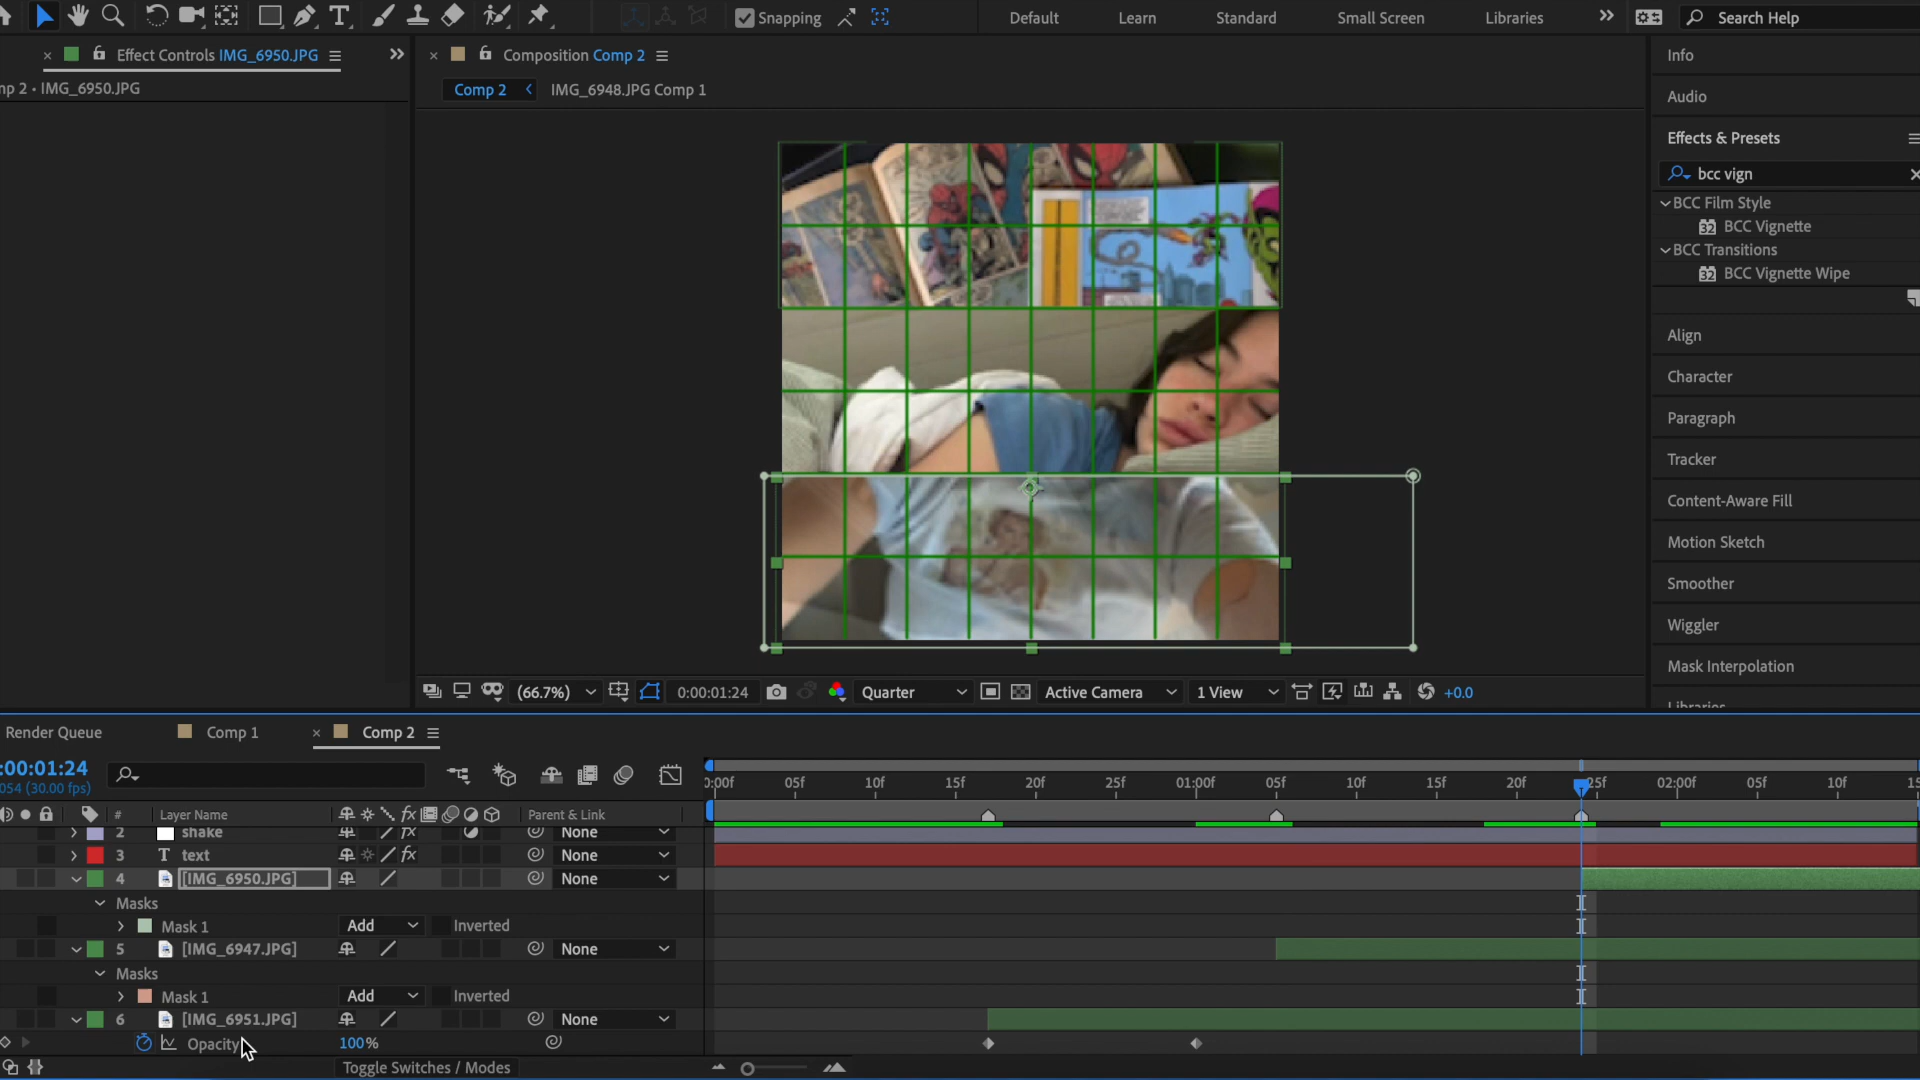 Snapping
Default
Learn
Standard
Small Screen
Libraries
Search Help
Effect Controls IMG_6950.JPG
Composition Comp 2
Info
mp 2 • IMG_6950.JPG
Comp 2
IMG_6948.JPG Comp 1
Audio
Effects & Presets
bcc vign
BCC Film Style
BCC Vignette
BCC Transitions
BCC Vignette Wipe
Align
Character
Paragraph
Tracker
Content-Aware Fill
Motion Sketch
Smoother
Wiggler
Mask Interpolation
Libraries
(66.7%)
0:00:01:24
Quarter
Active Camera
1 View
+0.0
Render Queue
Comp 1
Comp 2
:00:01:24
054 (30.00 fps)
0:00f 05f 10f 15f 20f 01:00f 05f 10f 15f 20f 25f 02:00f 05f 10f 15
# Layer Name
fx
Parent & Link
2 shake fx None
3 T text fx None
4 [IMG_6950.JPG] None
Masks
Mask 1 Add Inverted
5 [IMG_6947.JPG] None
Masks
Mask 1 Add Inverted
6 [IMG_6951.JPG] None
Opacity 100%
Toggle Switches / Modes